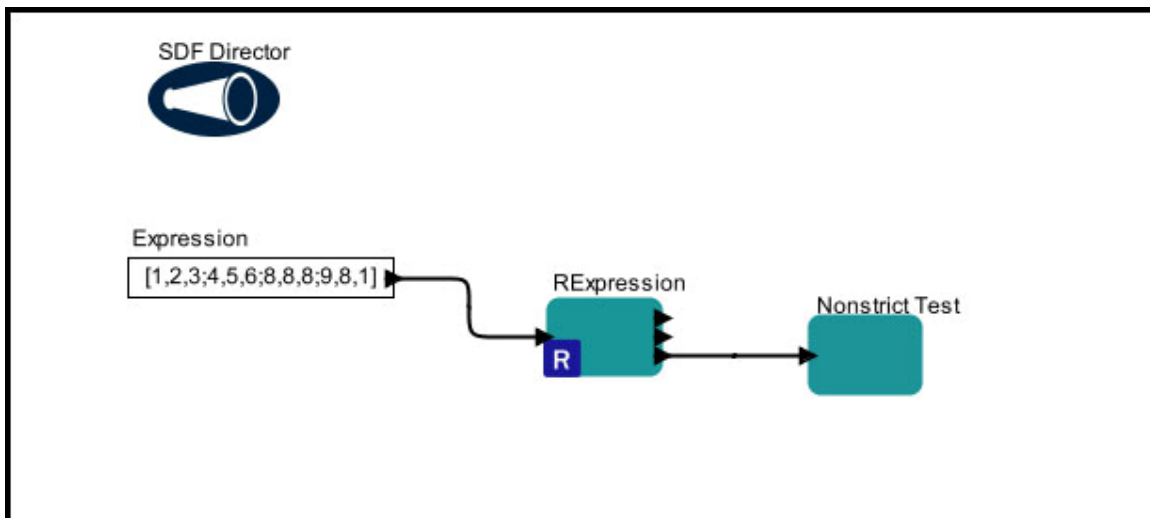 SDF Director
Expression
[1,2,3;4,5,6;8,8,8;9,8,1]
RExpression
R
Nonstrict Test